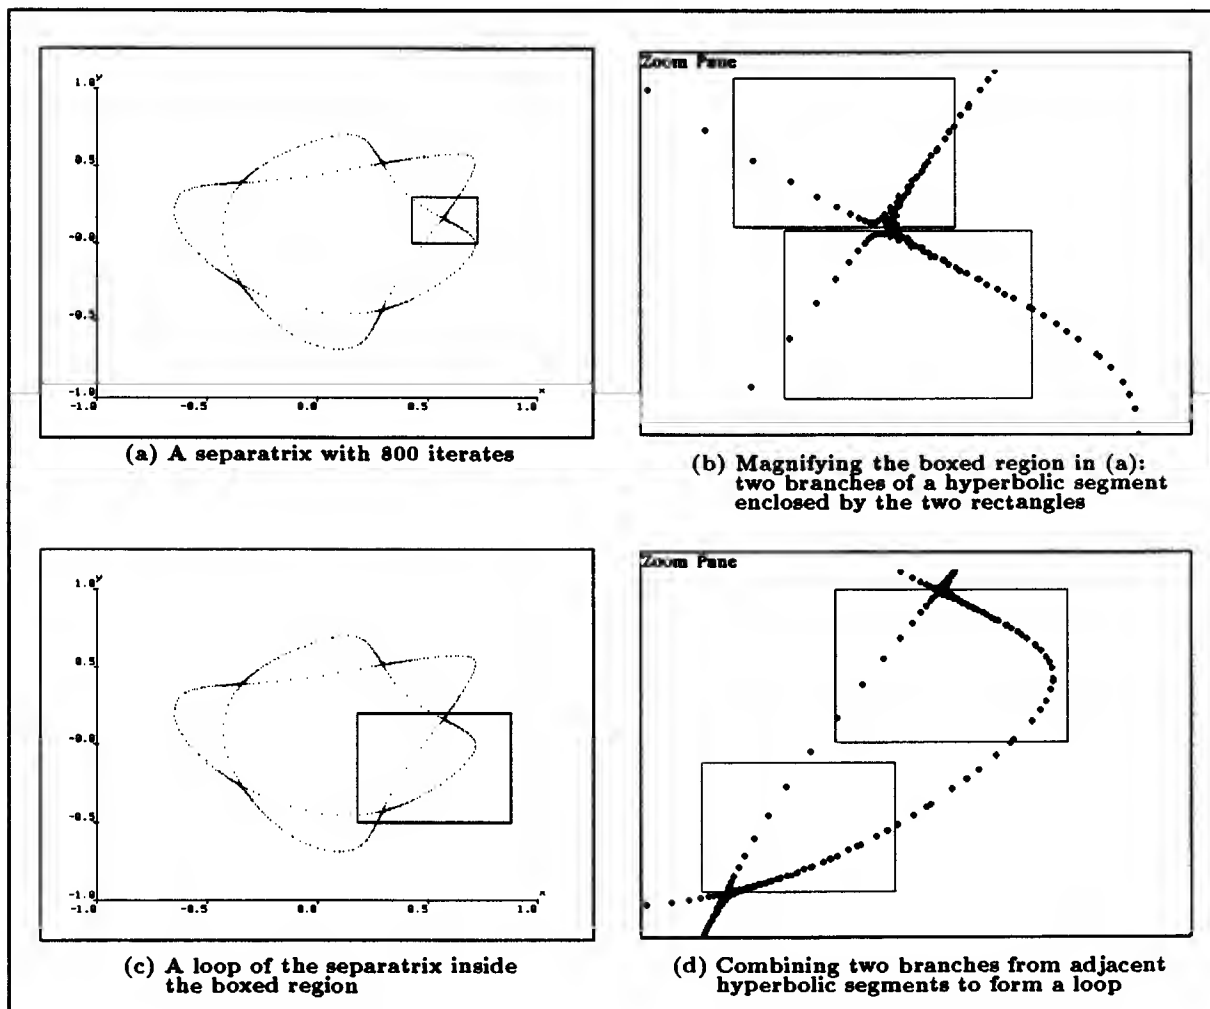 1.0 y
0.5
-0.0
-0.5
-1.0
-1.0 -0.5 0.0 0.5 1.0 x
(a) A separatrix with 800 iterates
Zoom Pane
(b) Magnifying the boxed region in (a):
two branches of a hyperbolic segment
enclosed by the two rectangles
1.0 y
0.5
-0.0
-0.5
-1.0
-1.0 -0.5 0.0 0.5 1.0 x
(c) A loop of the separatrix inside
the boxed region
Zoom Pane
(d) Combining two branches from adjacent
hyperbolic segments to form a loop